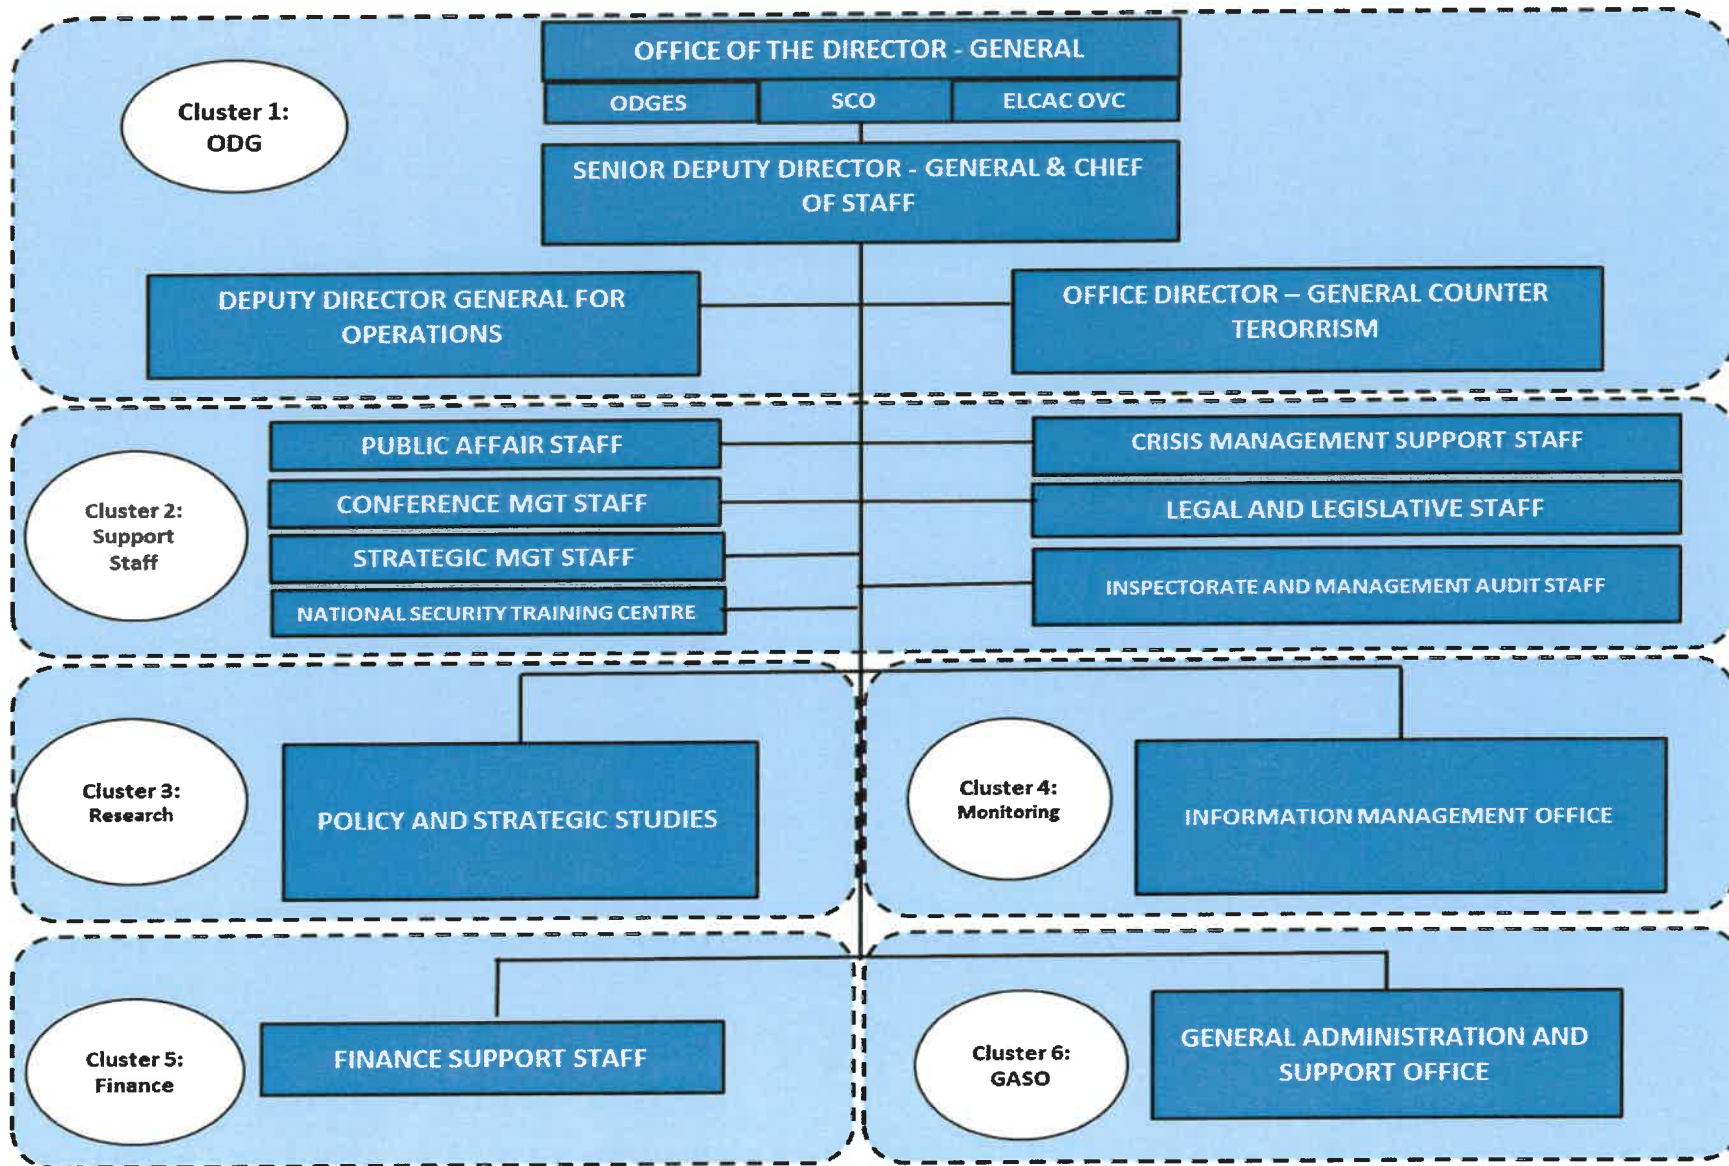 OFFICE OF THE DIRECTOR - GENERAL
ODGES
SCO
ELCAC OVC
Cluster 1:
ODG
SENIOR DEPUTY DIRECTOR - GENERAL & CHIEF
OF STAFF
DEPUTY DIRECTOR GENERAL FOR
OPERATIONS
OFFICE DIRECTOR – GENERAL COUNTER
TERORRISM
Cluster 2:
Support
Staff
PUBLIC AFFAIR STAFF
CONFERENCE MGT STAFF
STRATEGIC MGT STAFF
NATIONAL SECURITY TRAINING CENTRE
CRISIS MANAGEMENT SUPPORT STAFF
LEGAL AND LEGISLATIVE STAFF
INSPECTORATE AND MANAGEMENT AUDIT STAFF
Cluster 3:
Research
POLICY AND STRATEGIC STUDIES
Cluster 4:
Monitoring
INFORMATION MANAGEMENT OFFICE
Cluster 5:
Finance
FINANCE SUPPORT STAFF
Cluster 6:
GASO
GENERAL ADMINISTRATION AND
SUPPORT OFFICE